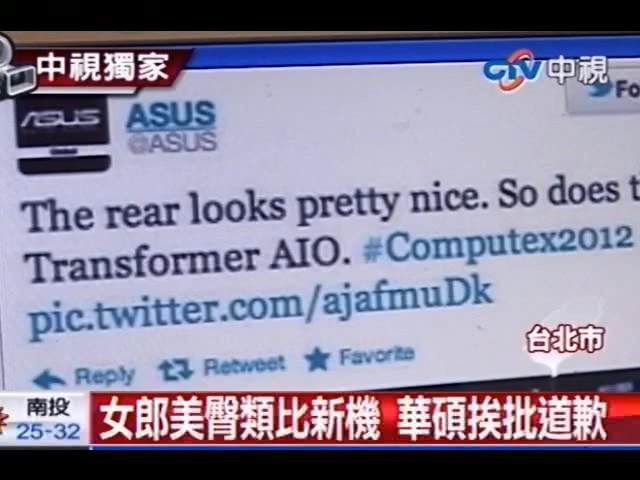 中視獨家
CTV中視
ASUS
ASUS
@ASUS
Fo
The rear looks pretty nice. So does t
Transformer AIO. #Computex2012
pic.twitter.com/ajafmuDk
Reply Retweet Favorite
台北市
南投
25-32
女郎美臀類比新機 華碩挨批道歉